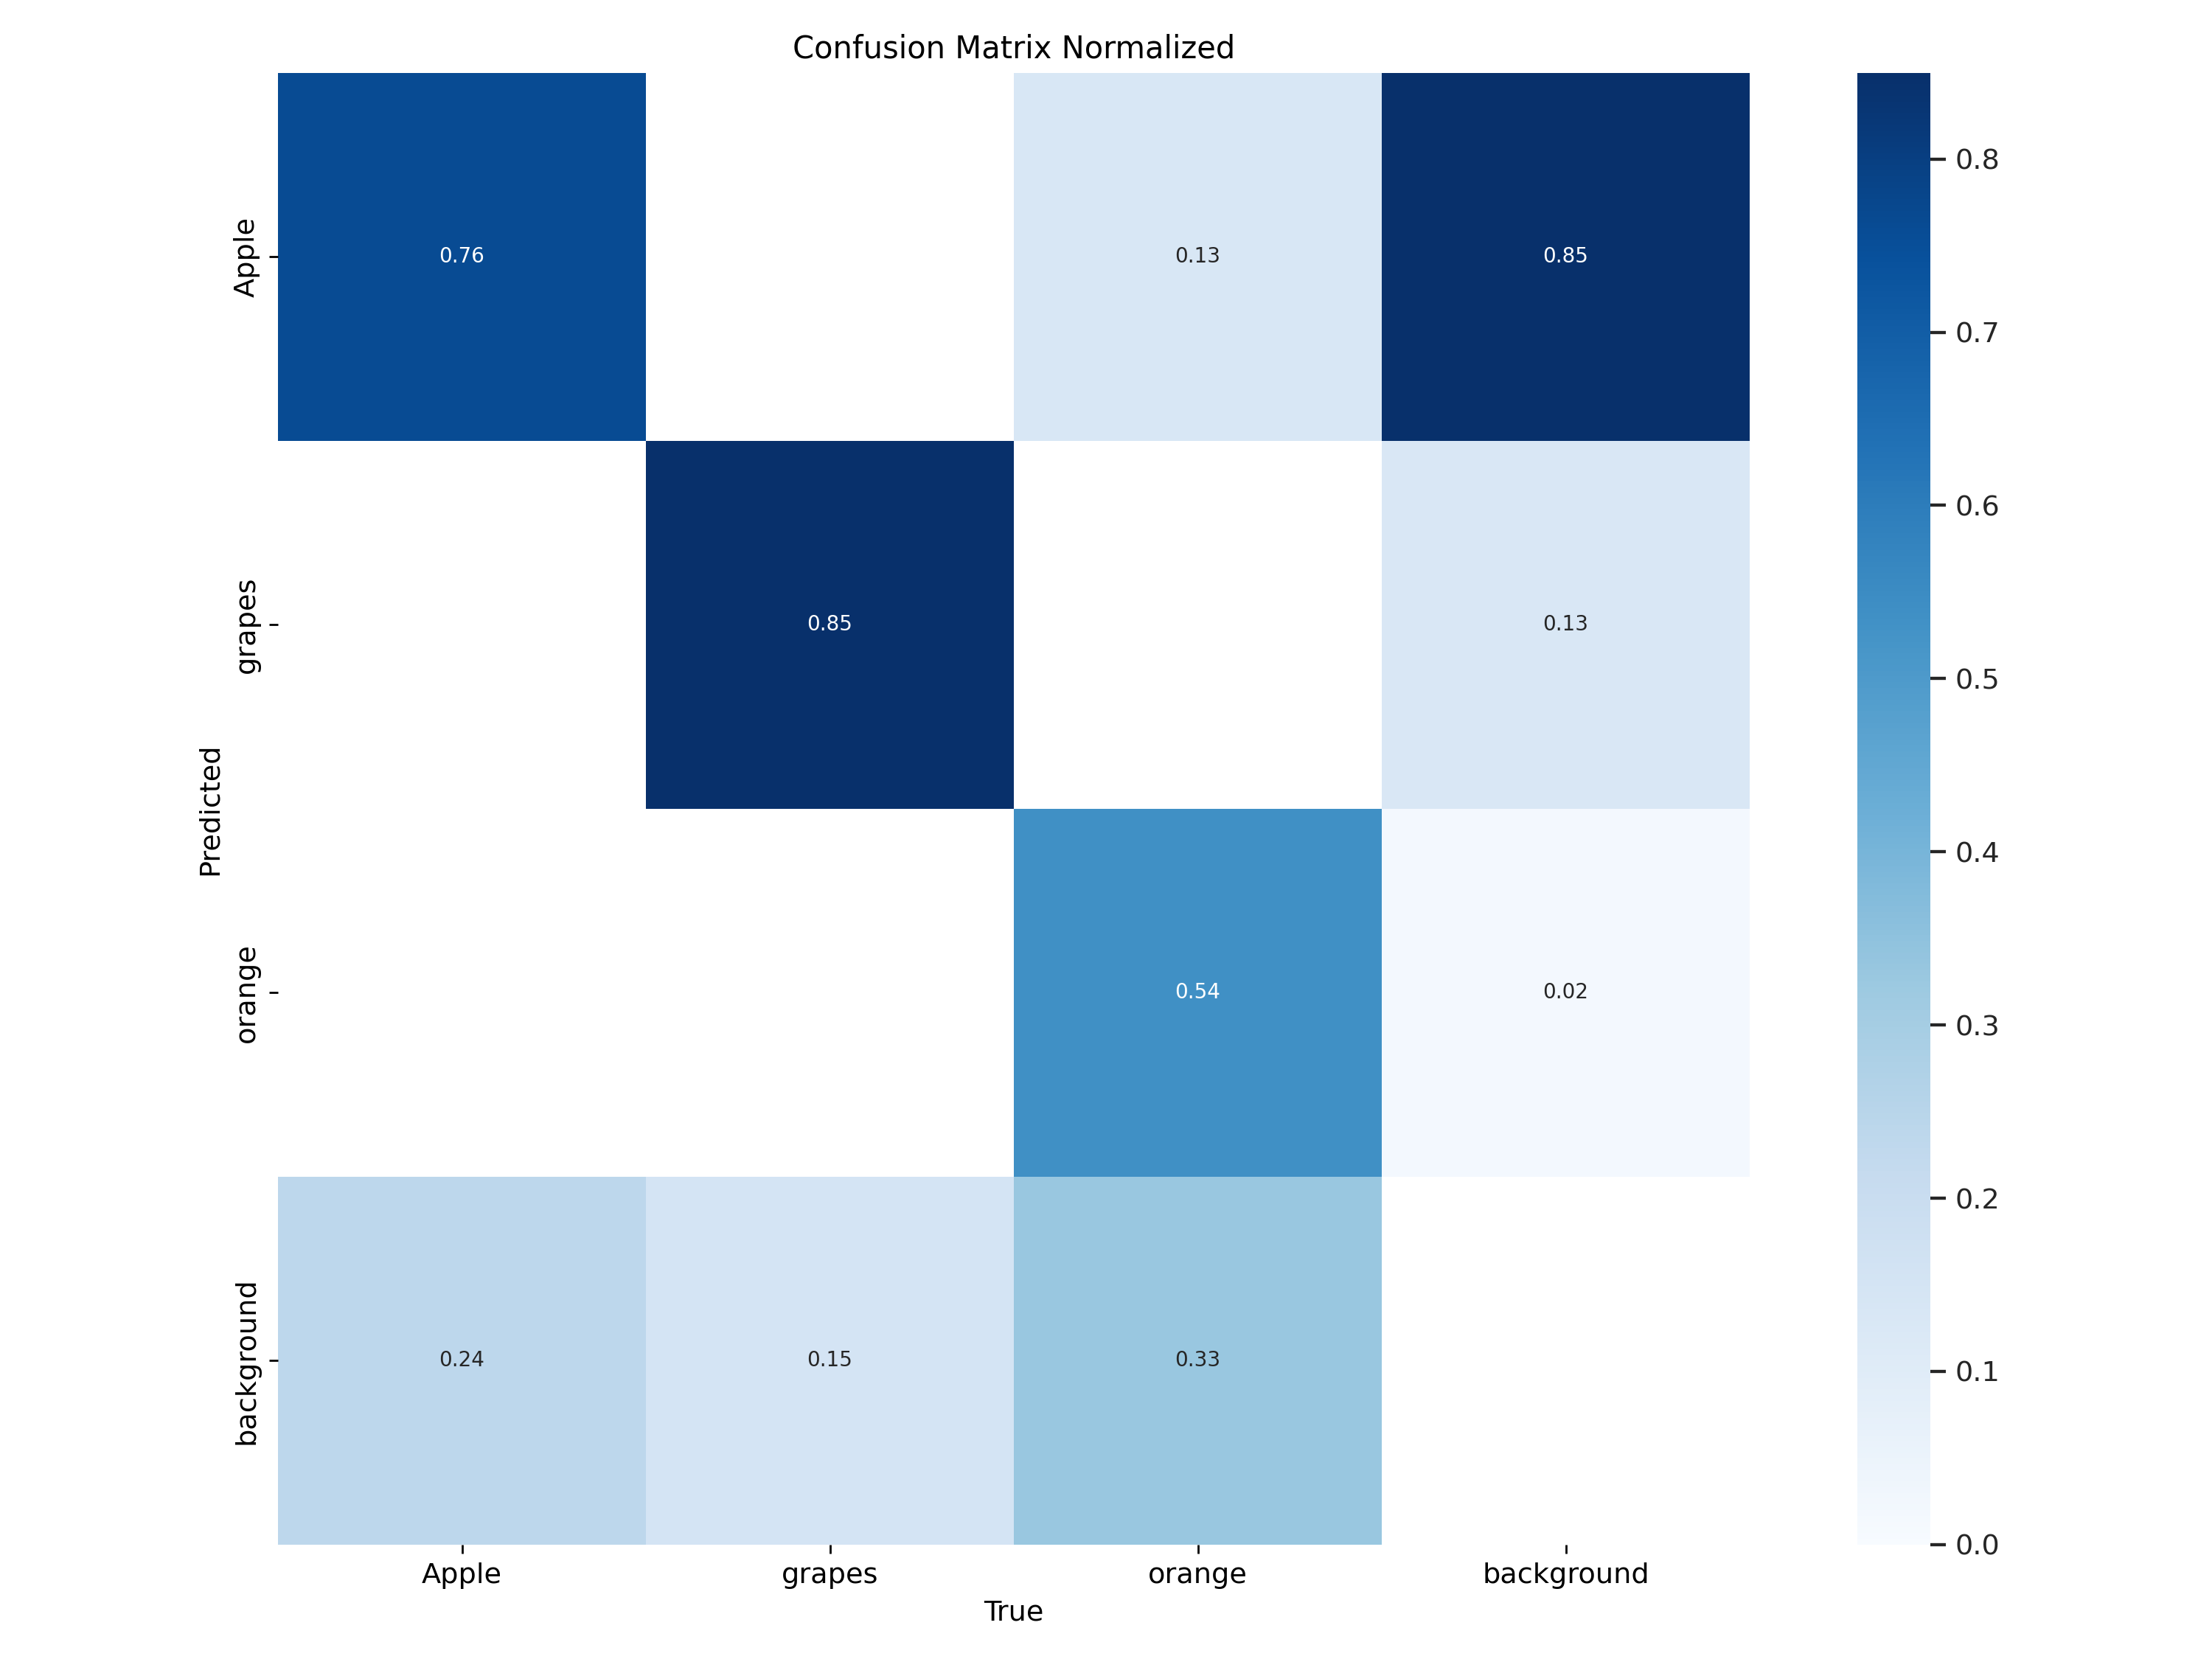 Confusion Matrix Normalized
Apple
0.76
0.13
0.85
grapes
0.85
0.13
orange
0.54
0.02
background
0.24
0.15
0.33
Predicted
Apple
grapes
orange
background
True
0.8
0.7
0.6
0.5
0.4
0.3
0.2
0.1
0.0